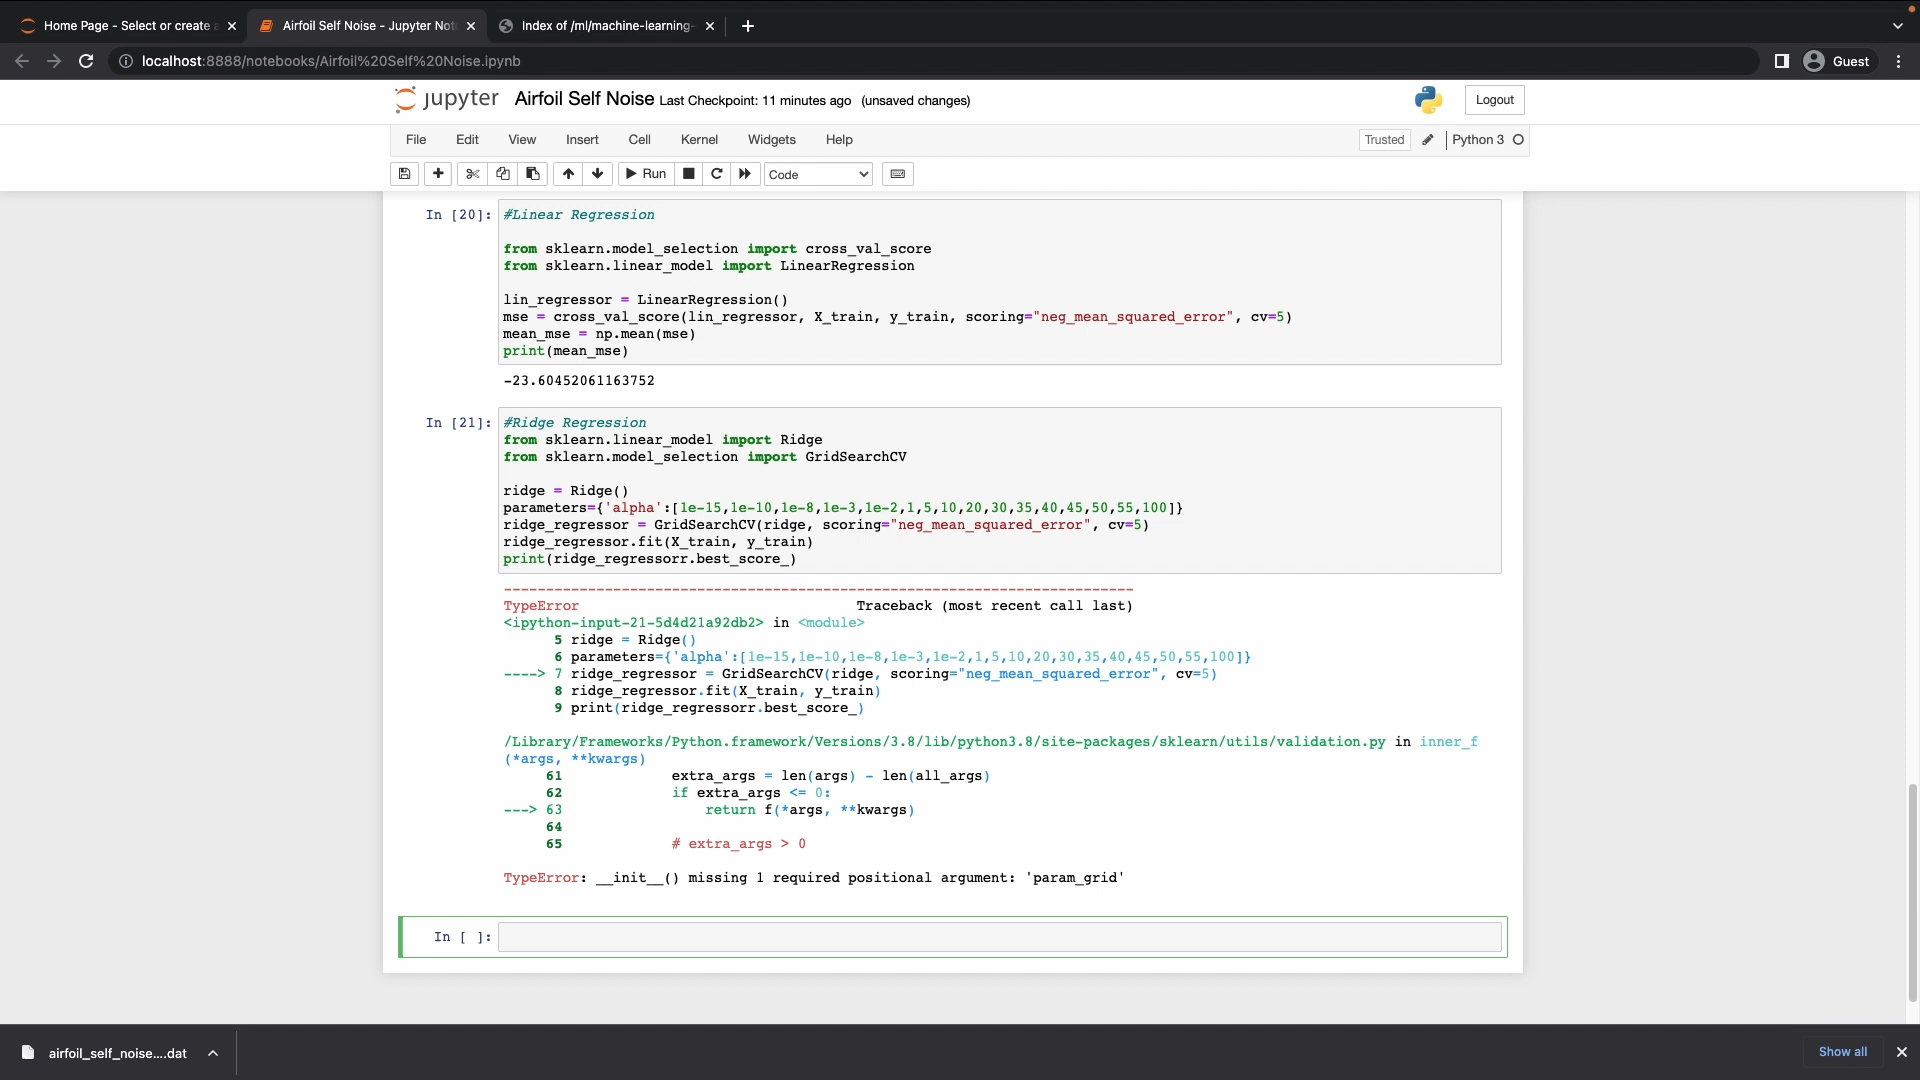 Home Page - Select or create a
Airfoil Self Noise - Jupyter Not
Index of /ml/machine-learning-
localhost:8888/notebooks/Airfoil%20Self%20Noise.ipynb
Guest
jupyter Airfoil Self Noise Last Checkpoint: 11 minutes ago (unsaved changes)
Logout
File Edit View Insert Cell Kernel Widgets Help
Trusted Python 3
Run Code
In [20]: #Linear Regression
from sklearn.model_selection import cross_val_score
from sklearn.linear_model import LinearRegression
lin_regressor = LinearRegression()
mse = cross_val_score(lin_regressor, X_train, y_train, scoring="neg_mean_squared_error", cv=5)
mean_mse = np.mean(mse)
print(mean_mse)
-23.60452061163752
In [21]: #Ridge Regression
from sklearn.linear_model import Ridge
from sklearn.model_selection import GridSearchCV
ridge = Ridge()
parameters={'alpha':[1e-15,1e-10,1e-8,1e-3,1e-2,1,5,10,20,30,35,40,45,50,55,100]}
ridge_regressor = GridSearchCV(ridge, scoring="neg_mean_squared_error", cv=5)
ridge_regressor.fit(X_train, y_train)
print(ridge_regressorr.best_score_)
---------------------------------------------------------------------------
TypeError Traceback (most recent call last)
<ipython-input-21-5d4d21a92db2> in <module>
5 ridge = Ridge()
6 parameters={'alpha':[1e-15,1e-10,1e-8,1e-3,1e-2,1,5,10,20,30,35,40,45,50,55,100]}
----> 7 ridge_regressor = GridSearchCV(ridge, scoring="neg_mean_squared_error", cv=5)
8 ridge_regressor.fit(X_train, y_train)
9 print(ridge_regressorr.best_score_)
/Library/Frameworks/Python.framework/Versions/3.8/lib/python3.8/site-packages/sklearn/utils/validation.py in inner_f
(*args, **kwargs)
61 extra_args = len(args) - len(all_args)
62 if extra_args <= 0:
---> 63 return f(*args, **kwargs)
64
65 # extra_args > 0
TypeError: __init__() missing 1 required positional argument: 'param_grid'
In [ ]:
airfoil_self_noise....dat
Show all